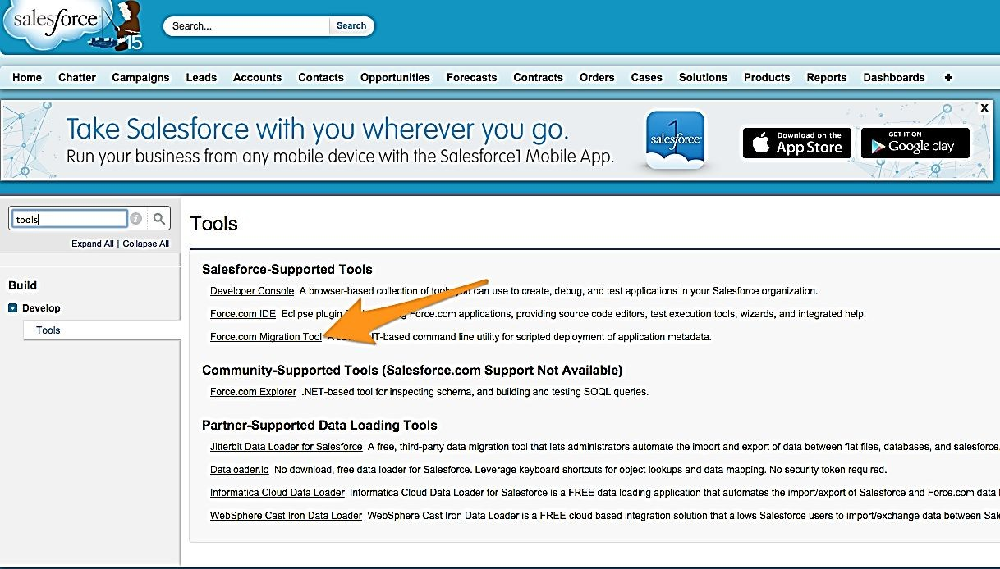 salesforce
15
Search...
Search
Home Chatter Campaigns Leads Accounts Contacts Opportunities Forecasts Contracts Orders Cases Solutions Products Reports Dashboards +
Take Salesforce with you wherever you go.
Run your business from any mobile device with the Salesforce1 Mobile App.
1
salesforce
Download on the
App Store
GET IT ON
Google play
X
tools
Expand All | Collapse All
Build
Develop
Tools
Tools
Salesforce-Supported Tools
Developer Console A browser-based collection of tools you can use to create, debug, and test applications in your Salesforce organization.
Force.com IDE Eclipse plugin Force.com applications, providing source code editors, test execution tools, wizards, and integrated help.
Force.com Migration Tool A NT-based command line utility for scripted deployment of application metadata.
Community-Supported Tools (Salesforce.com Support Not Available)
Force.com Explorer .NET-based tool for inspecting schema, and building and testing SOQL queries.
Partner-Supported Data Loading Tools
Jitterbit Data Loader for Salesforce A free, third-party data migration tool that lets administrators automate the import and export of data between flat files, databases, and salesforce
Dataloader.io No download, free data loader for Salesforce. Leverage keyboard shortcuts for object lookups and data mapping. No security token required.
Informatica Cloud Data Loader Informatica Cloud Data Loader for Salesforce is a FREE data loading application that automates the import/export of Salesforce and Force.com data
WebSphere Cast Iron Data Loader WebSphere Cast Iron Data Loader is a FREE cloud based integration solution that allows Salesforce users to import/exchange data between Sale